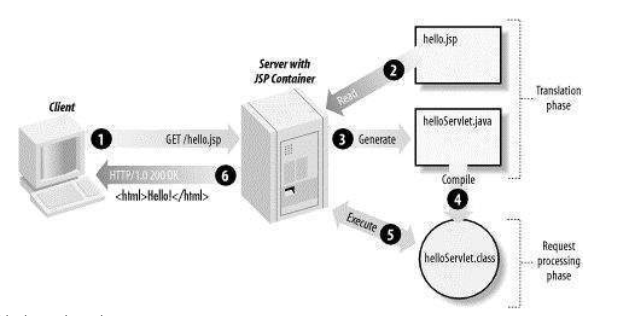 hello.jsp
Server with
JSP Container
2
Read
Translation
phase
Client
1
GET /hello.jsp
3
Generate
helloServlet.java
HTTP/1.0 200 OK
6
<html>Hello!</html>
Compile
4
Execute
5
helloServlet.class
Request
processing
phase